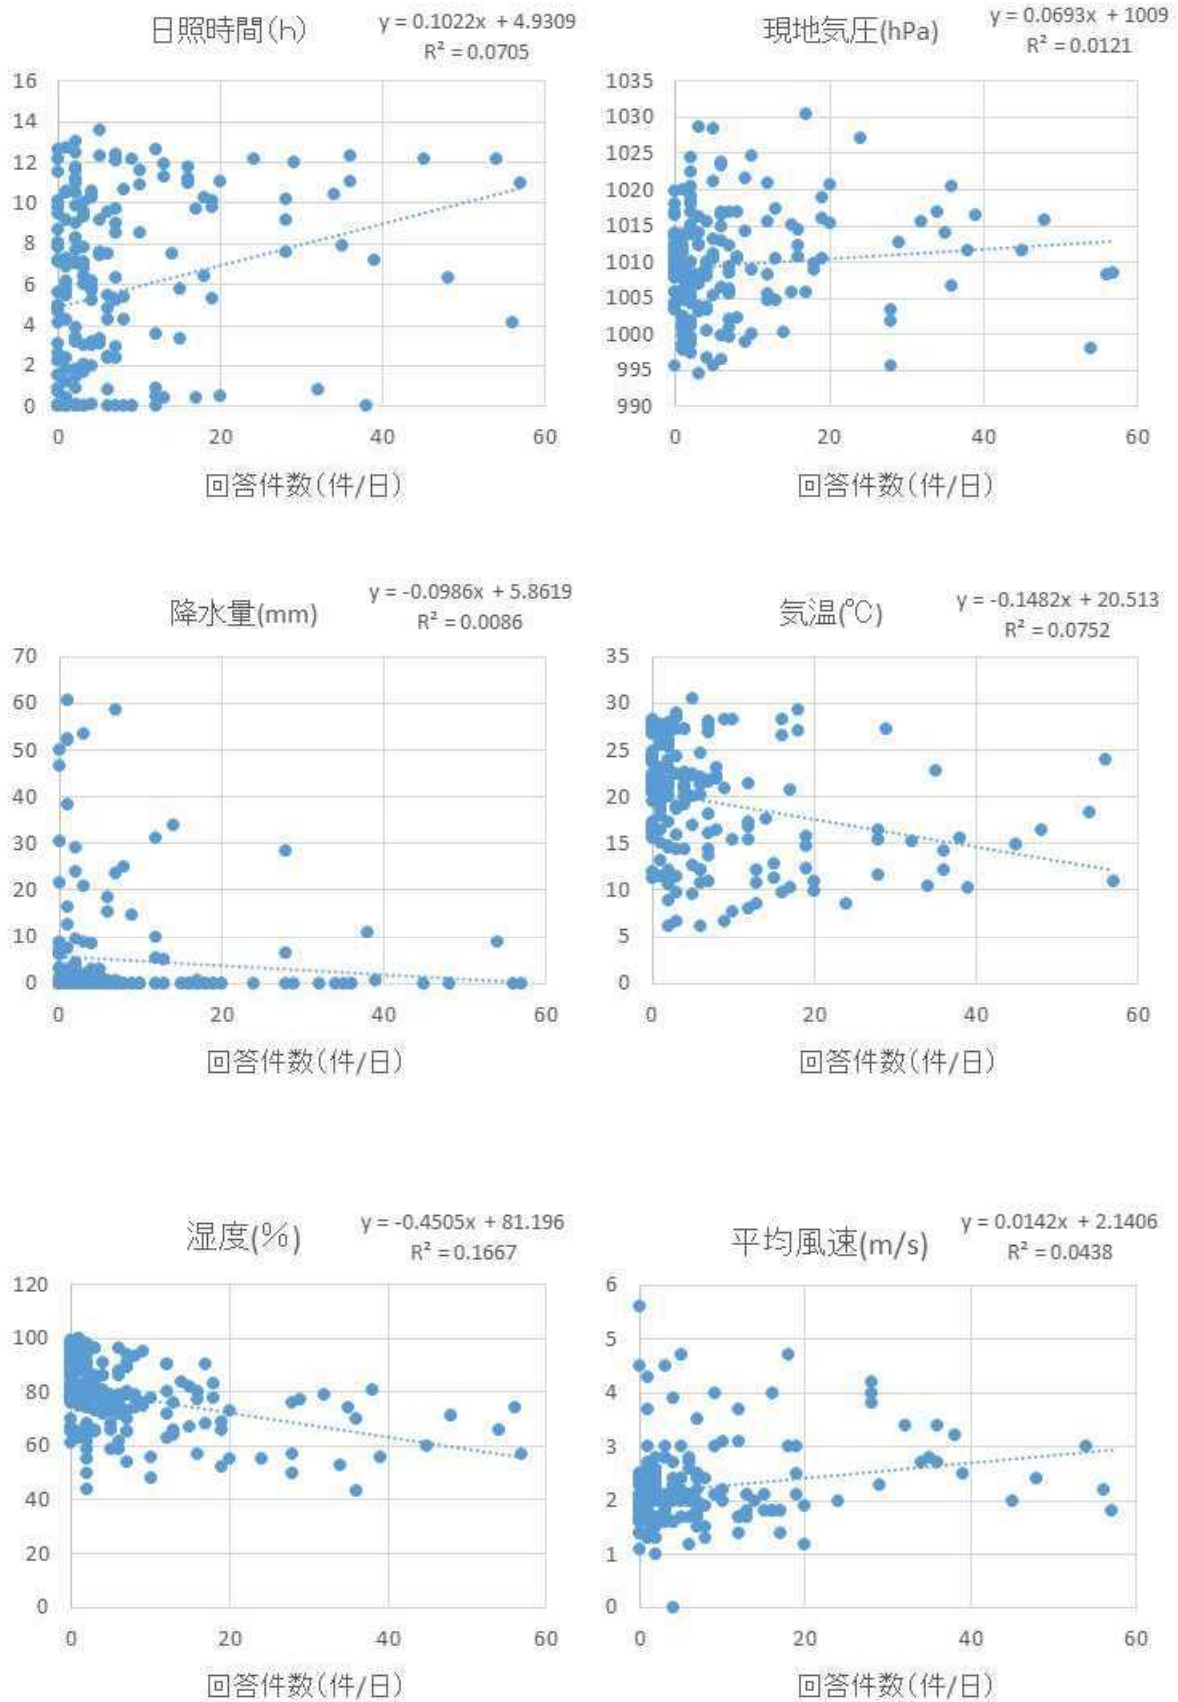 日照時間(h)
y = 0.1022x + 4.9309
R² = 0.0705
16
14
12
10
8
6
4
2
0
0 20 40 60
回答件数(件/日)
現地気圧(hPa)
y = 0.0693x + 1009
R² = 0.0121
1035
1030
1025
1020
1015
1010
1005
1000
995
990
0 20 40 60
回答件数(件/日)
降水量(mm)
y = -0.0986x + 5.8619
R² = 0.0086
70
60
50
40
30
20
10
0
0 20 40 60
回答件数(件/日)
気温(℃)
y = -0.1482x + 20.513
R² = 0.0752
35
30
25
20
15
10
5
0
0 20 40 60
回答件数(件/日)
湿度(%)
y = -0.4505x + 81.196
R² = 0.1667
120
100
80
60
40
20
0
0 20 40 60
回答件数(件/日)
平均風速(m/s)
y = 0.0142x + 2.1406
R² = 0.0438
6
5
4
3
2
1
0
0 20 40 60
回答件数(件/日)